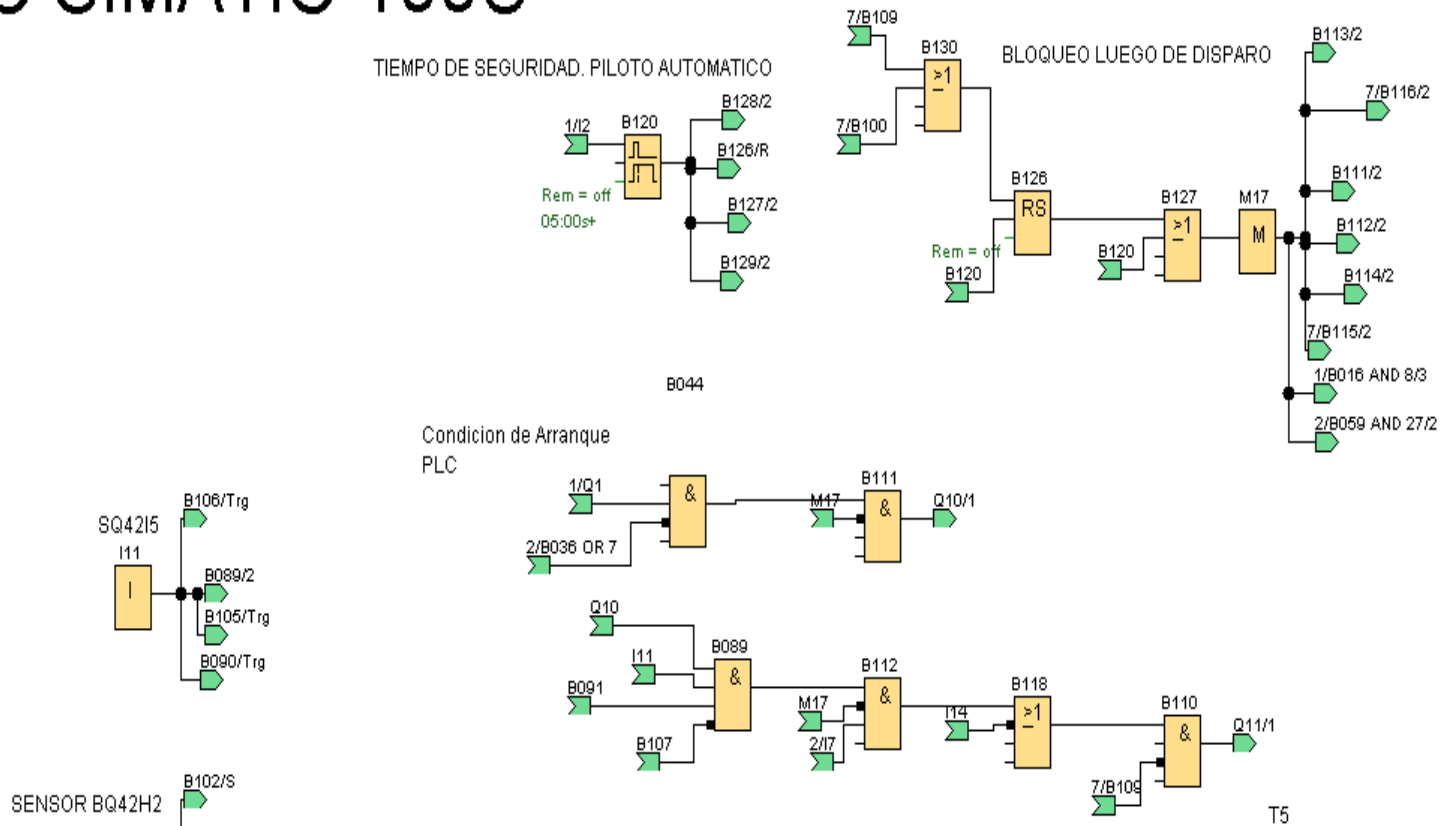 7/B109
B130
>1
BLOQUEO LUEGO DE DISPARO
B113/2
TIEMPO DE SEGURIDAD. PILOTO AUTOMATICO
7/B116/2
B128/2
1/I2
B120
7/B100
B126/R
Rem = off
05:00s+
B126
RS
B111/2
B127/2
B127
>1
M17
M
B112/2
Rem = off
B120
B120
B129/2
B114/2
7/B115/2
B044
1/B016 AND 8/3
2/B059 AND 27/2
Condicion de Arranque
PLC
1/Q1
&
M17
B111
&
Q10/1
2/B036 OR 7
B106/Trg
SQ42I5
I11
I
B089/2
B105/Trg
B090/Trg
Q10
I11
B089
&
B091
B107
B112
&
M17
2/I7
B118
>1
I14
B110
&
Q11/1
7/B109
B102/S
SENSOR BQ42H2
T5